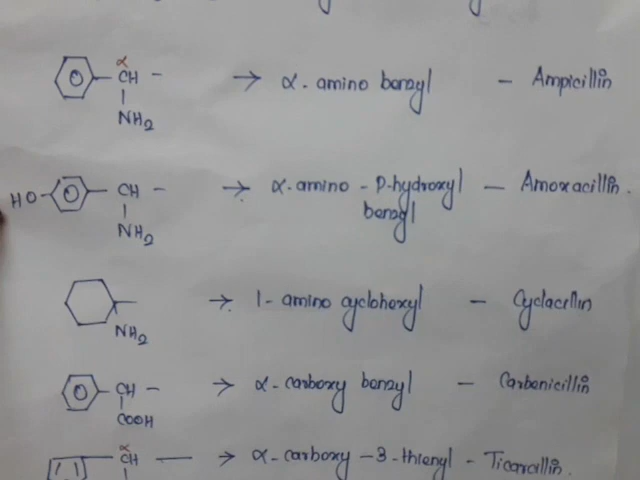 α
CH - → α-amino benzyl - Ampicillin
NH2
HO- CH - → α-amino - p-hydroxyl - Amoxacillin.
benzyl
NH2
→ 1-amino cyclohexyl - Cyclacillin
NH2
CH - → α-carboxy benzyl - Carbenicillin
COOH
α
CH — → α-carboxy -3-thienyl - Ticarcillin.